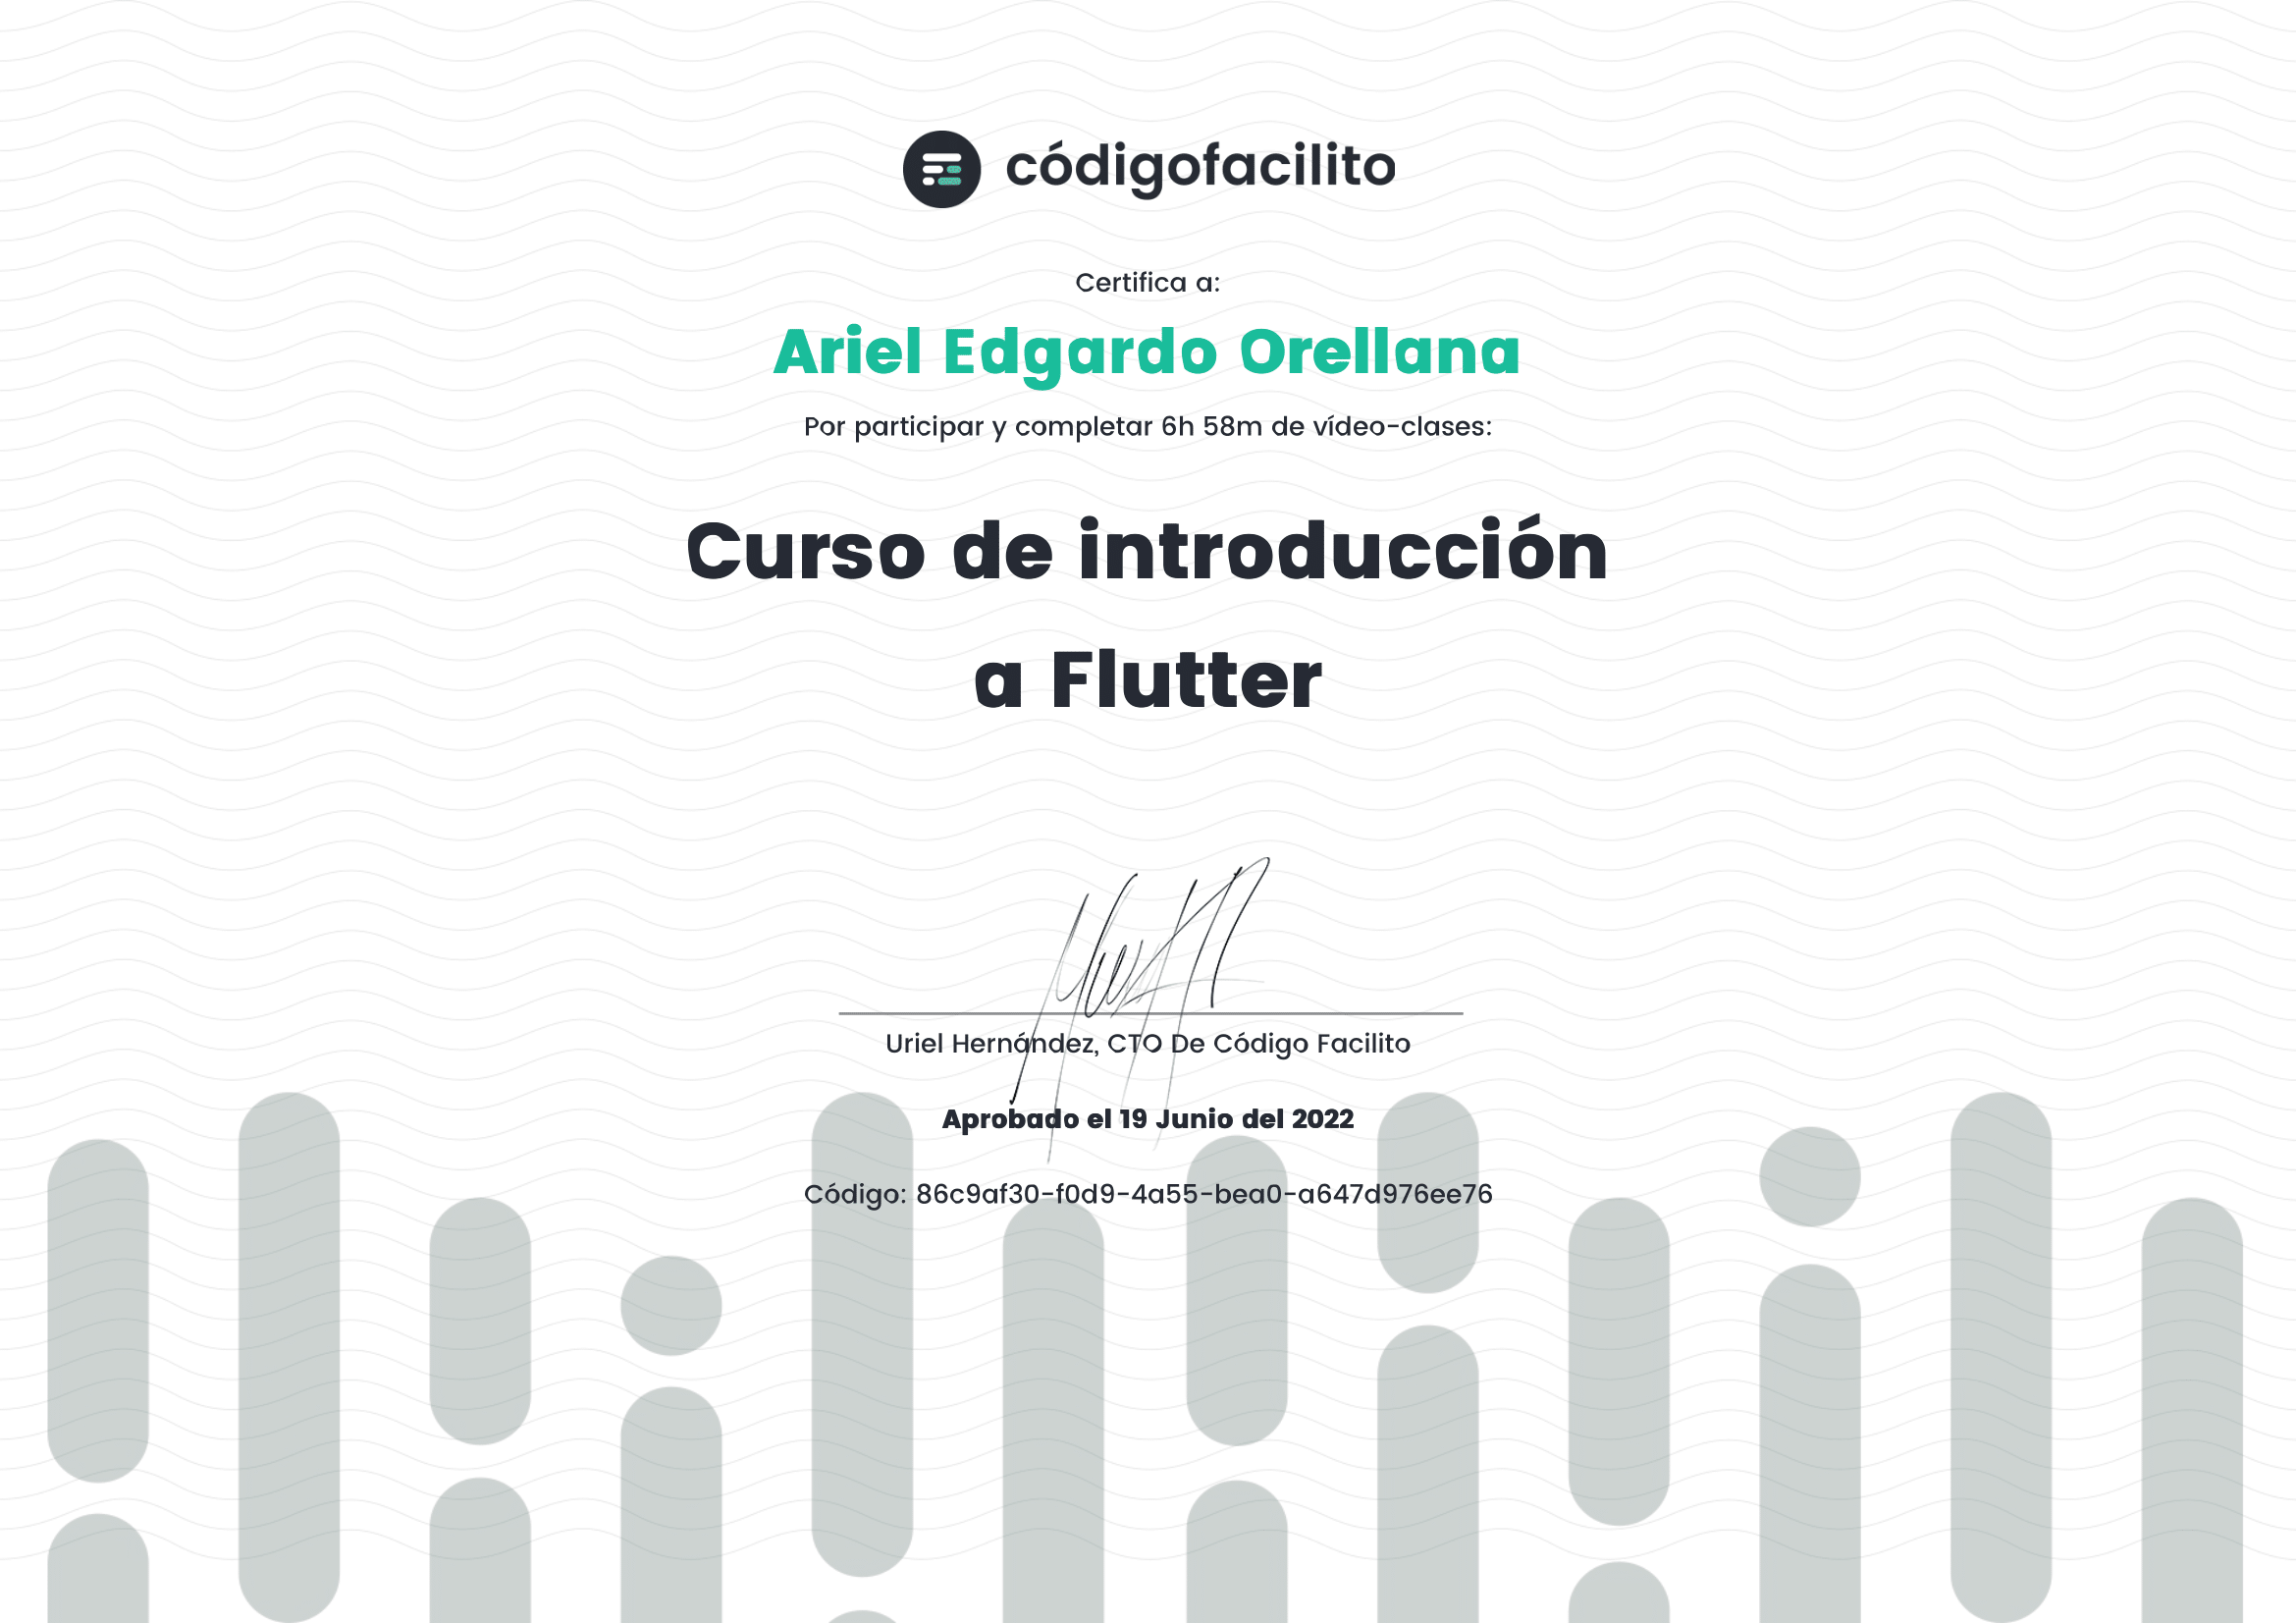 códigofacilito
Certifica a:
Ariel Edgardo Orellana
Por participar y completar 6h 58m de vídeo-clases:
Curso de introducción
a Flutter
Uriel Hernández, CTO De Código Facilito
Aprobado el 19 Junio del 2022
Código: 86c9af30-f0d9-4a55-bea0-a647d976ee76